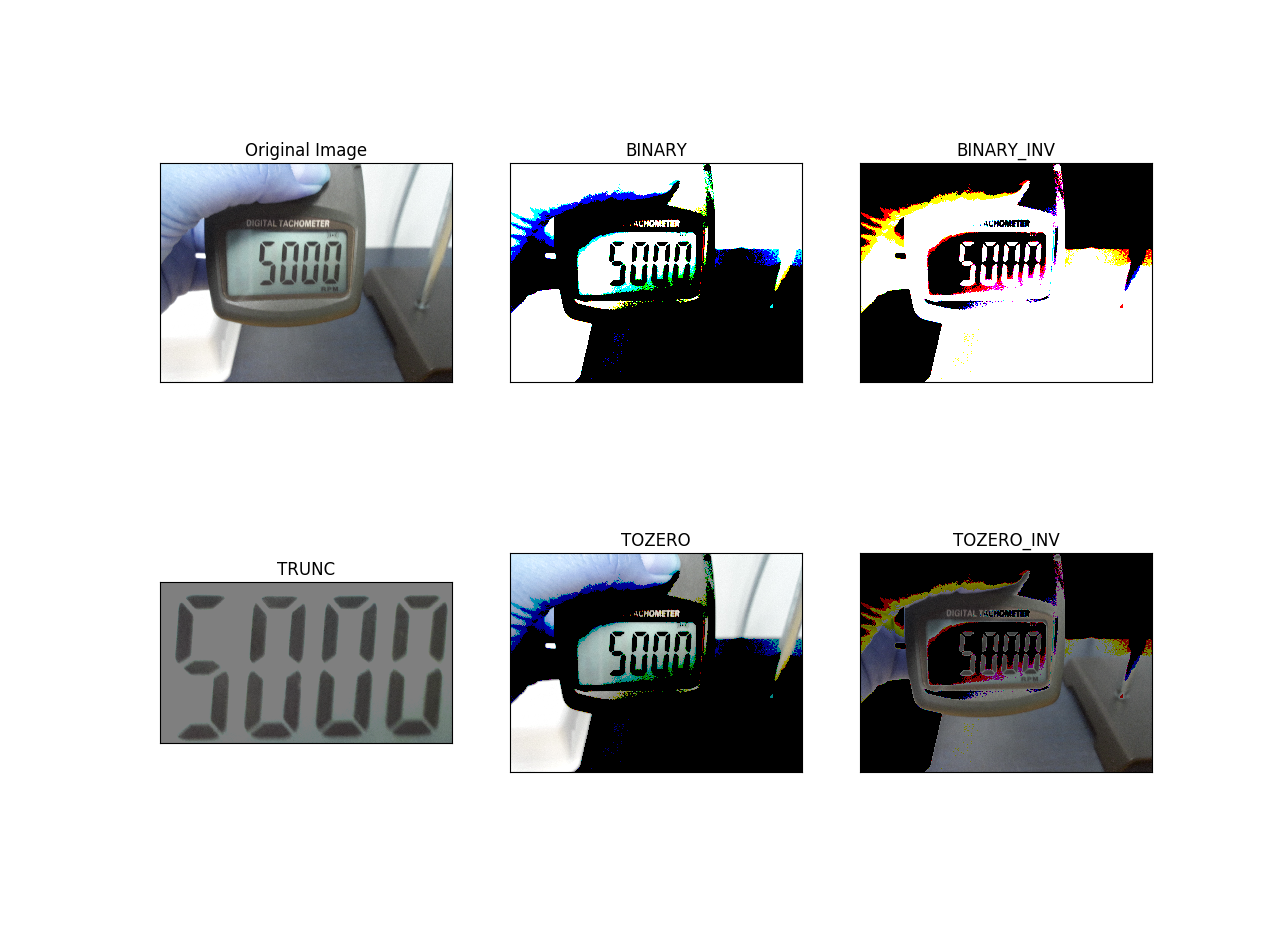 Original Image
DIGITAL TACHOMETER
5000
RPM
BINARY
TACHOMETER
5000
BINARY_INV
TACHOMETER
5000
TRUNC
5000
TOZERO
TACHOMETER
5000
TOZERO_INV
DIGITAL TACHOMETER
5000
RPM